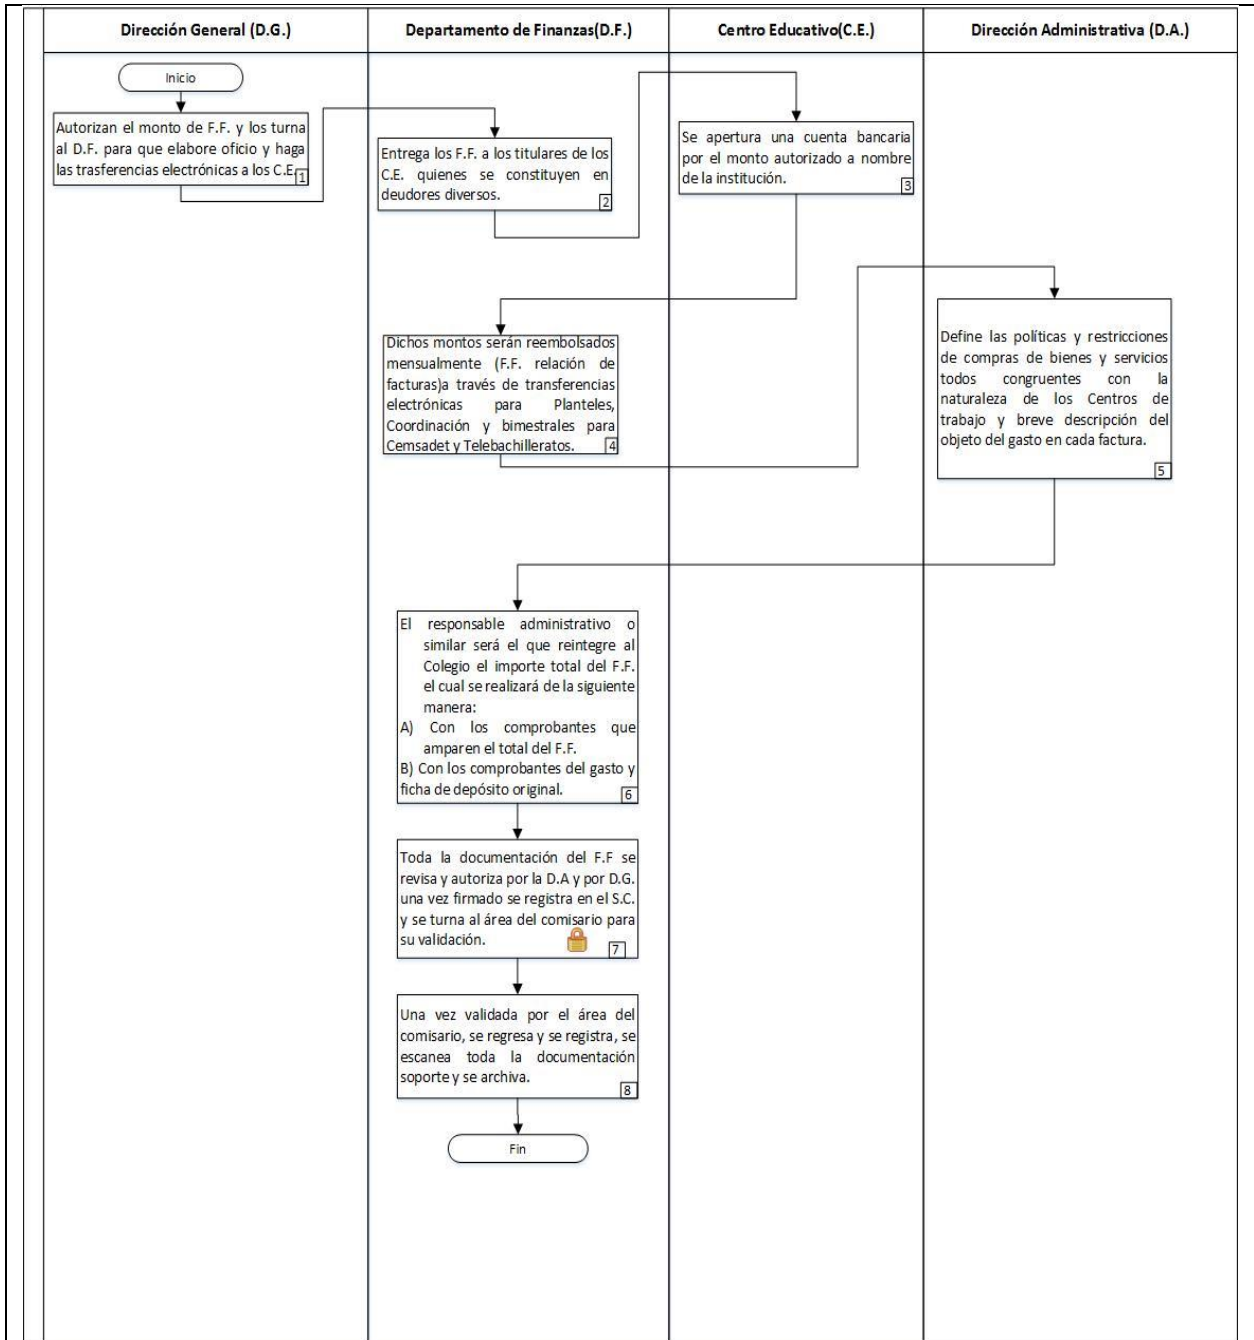 Dirección General (D.G.)
Departamento de Finanzas(D.F.)
Centro Educativo(C.E.)
Dirección Administrativa (D.A.)
Inicio
Autorizan el monto de F.F. y los turna
al D.F. para que elabore oficio y haga
las trasferencias electrónicas a los C.E.
1
Entrega los F.F. a los titulares de los
C.E. quienes se constituyen en
deudores diversos.
2
Se apertura una cuenta bancaria
por el monto autorizado a nombre
de la institución.
3
Dichos montos serán reembolsados
mensualmente (F.F. relación de
facturas)a través de transferencias
electrónicas para Planteles,
Coordinación y bimestrales para
Cemsadet y Telebachilleratos.
4
Define las políticas y restricciones
de compras de bienes y servicios
todos congruentes con la
naturaleza de los Centros de
trabajo y breve descripción del
objeto del gasto en cada factura.
5
El responsable administrativo o
similar será el que reintegre al
Colegio el importe total del F.F.
el cual se realizará de la siguiente
manera:
A) Con los comprobantes que
amparen el total del F.F.
B) Con los comprobantes del gasto y
ficha de depósito original.
6
Toda la documentación del F.F se
revisa y autoriza por la D.A y por D.G.
una vez firmado se registra en el S.C.
y se turna al área del comisario para
su validación.
7
Una vez validada por el área del
comisario, se regresa y se registra, se
escanea toda la documentación
soporte y se archiva.
8
Fin